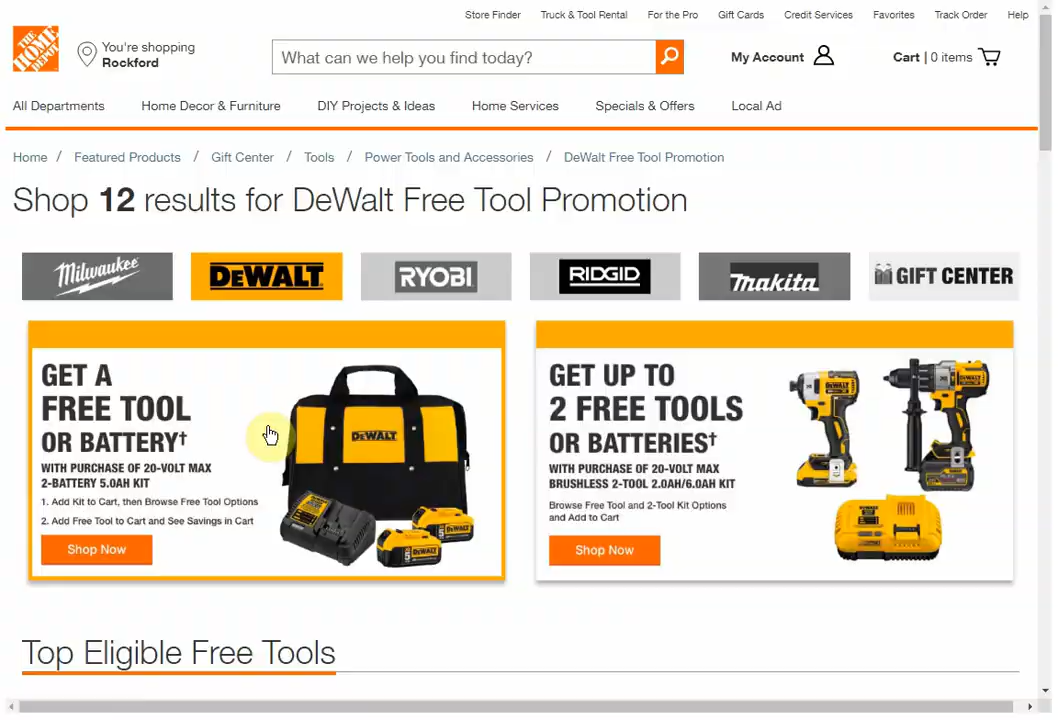 Store Finder Truck & Tool Rental For the Pro Gift Cards Credit Services Favorites Track Order Help
THE HOME DEPOT
You're shopping
Rockford
What can we help you find today?
My Account
Cart | 0 items
All Departments Home Decor & Furniture DIY Projects & Ideas Home Services Specials & Offers Local Ad
Home / Featured Products / Gift Center / Tools / Power Tools and Accessories / DeWalt Free Tool Promotion
Shop 12 results for DeWalt Free Tool Promotion
Milwaukee DEWALT RYOBI RIDGID Makita GIFT CENTER
GET A
FREE TOOL
OR BATTERY†
WITH PURCHASE OF 20-VOLT MAX
2-BATTERY 5.0AH KIT
1. Add Kit to Cart, then Browse Free Tool Options
2. Add Free Tool to Cart and See Savings in Cart
Shop Now
DEWALT
GET UP TO
2 FREE TOOLS
OR BATTERIES†
WITH PURCHASE OF 20-VOLT MAX
BRUSHLESS 2-TOOL 2.0AH/6.0AH KIT
Browse Free Tool and 2-Tool Kit Options
and Add to Cart
Shop Now
Top Eligible Free Tools